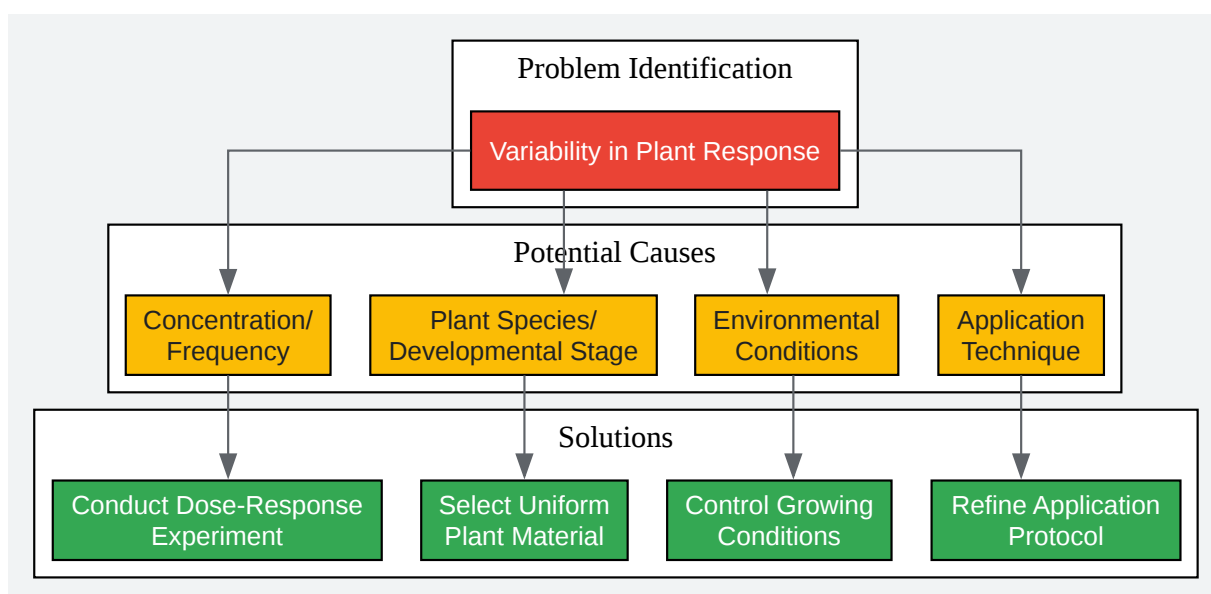 Problem Identification
Variability in Plant Response
Potential Causes
Concentration/
Frequency
Plant Species/
Developmental Stage
Environmental
Conditions
Application
Technique
Solutions
Conduct Dose-Response
Experiment
Select Uniform
Plant Material
Control Growing
Conditions
Refine Application
Protocol